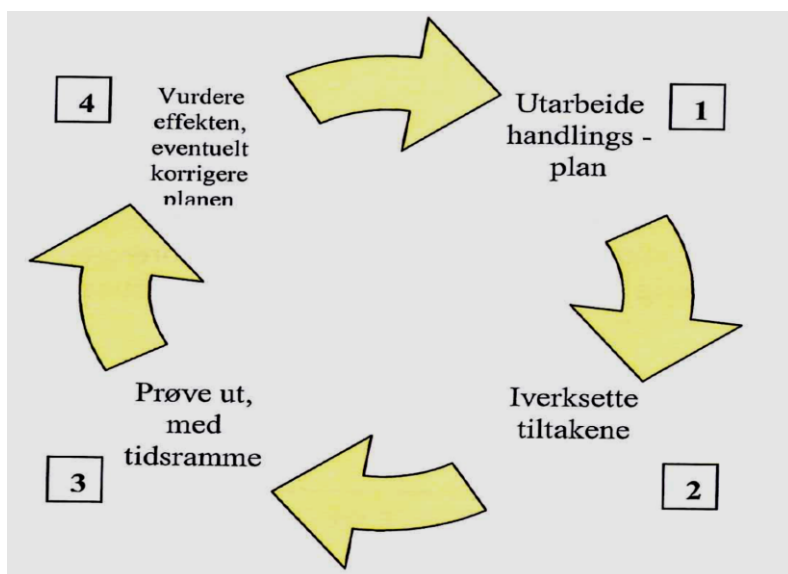 1
Utarbeide
handlings -
plan
2
Iverksette
tiltakene
3
Prøve ut,
med
tidsramme
4
Vurdere
effekten,
eventuelt
korrigere
planen